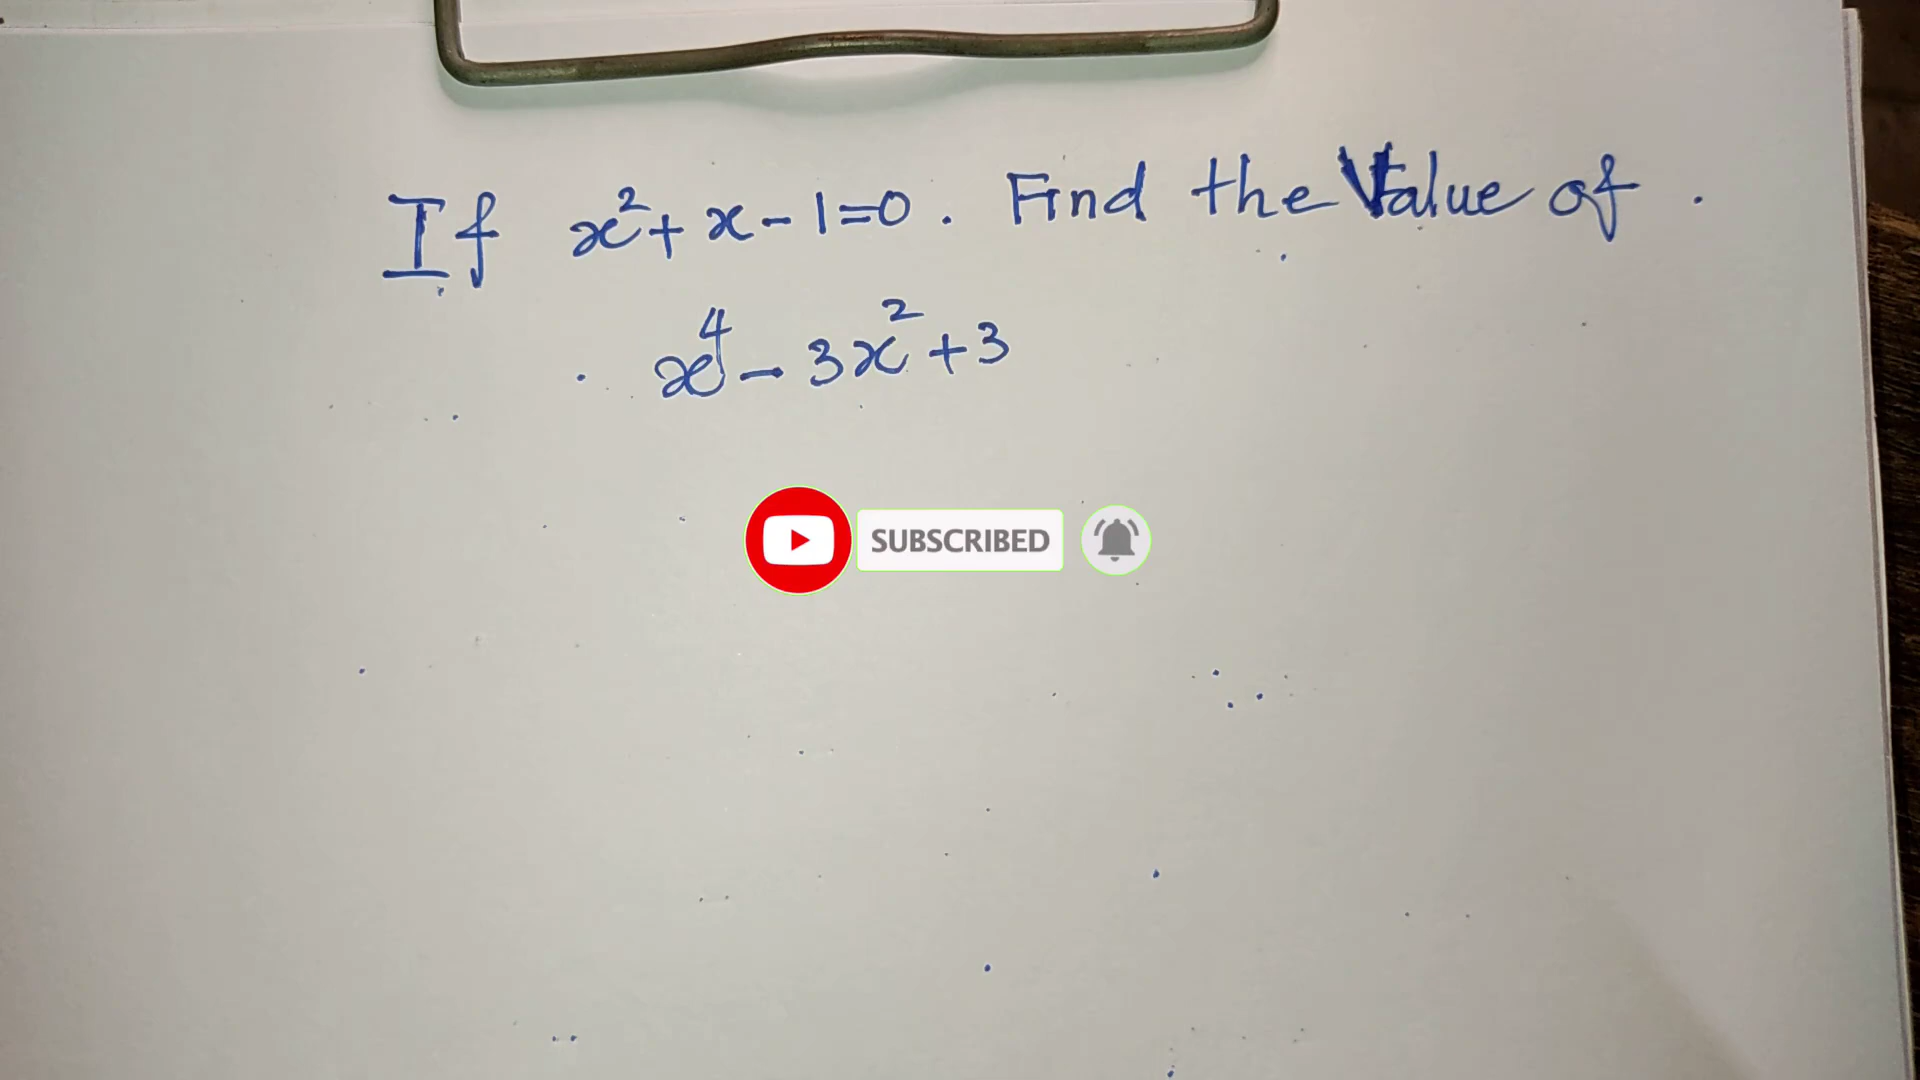 If x² + x - 1 = 0. Find the Value of.
x⁴ - 3x² + 3
SUBSCRIBED